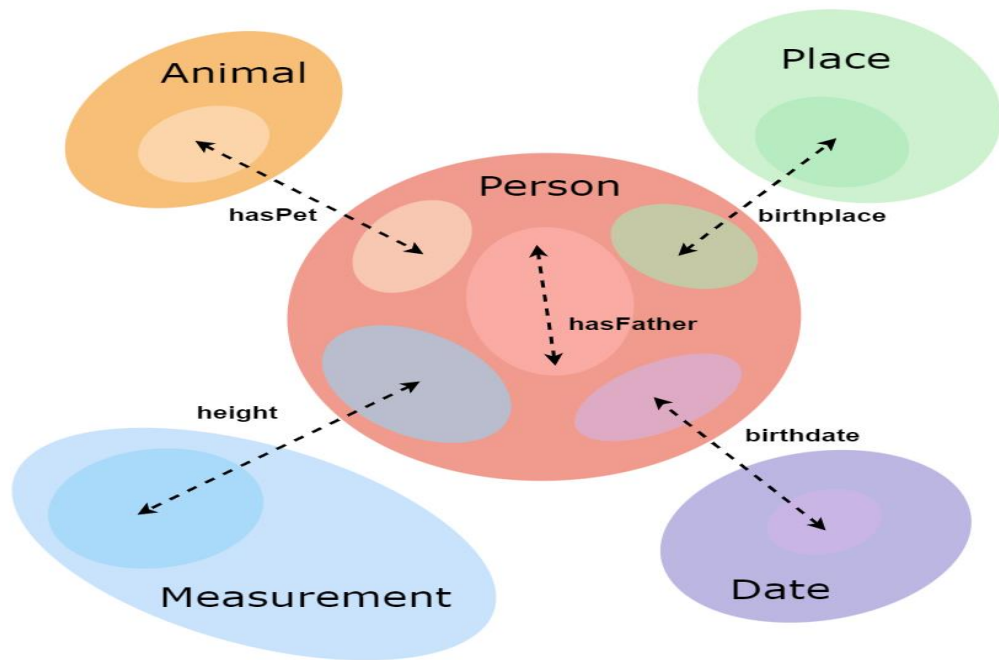 Animal
Place
Person
hasPet
birthplace
hasFather
height
birthdate
Measurement
Date